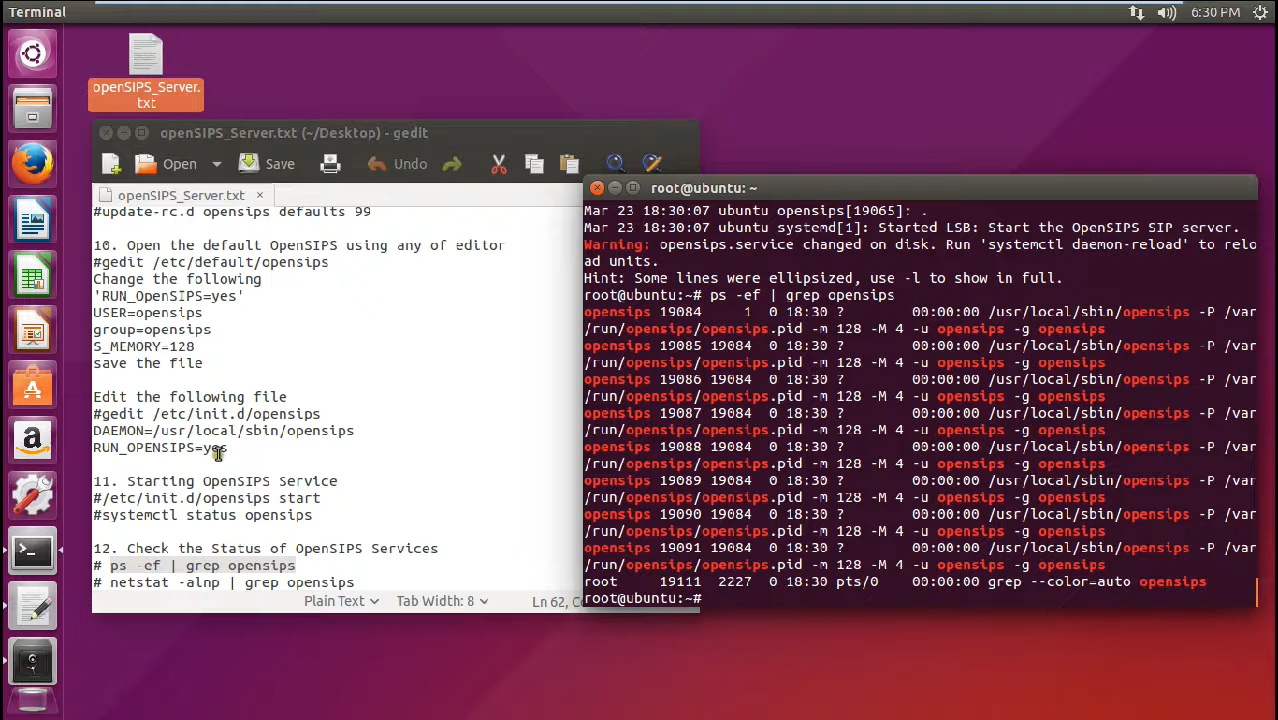 Terminal
6:30 PM
openSIPS_Server.
txt
openSIPS_Server.txt (~/Desktop) - gedit
Open
Save
Undo
openSIPS_Server.txt ×
#update-rc.d opensips defaults 99
10. Open the default OpenSIPS using any of editor
#gedit /etc/default/opensips
Change the following
'RUN_OpenSIPS=yes'
USER=opensips
group=opensips
S_MEMORY=128
save the file
Edit the following file
#gedit /etc/init.d/opensips
DAEMON=/usr/local/sbin/opensips
RUN_OPENSIPS=yes
11. Starting OpenSIPS Service
#/etc/init.d/opensips start
#systemctl status opensips
12. Check the Status of OpenSIPS Services
# ps -ef | grep opensips
# netstat -alnp | grep opensips
Plain Text
Tab Width: 8
Ln 62, C
root@ubuntu: ~
Mar 23 18:30:07 ubuntu opensips[19065]: .
Mar 23 18:30:07 ubuntu systemd[1]: Started LSB: Start the OpenSIPS SIP server.
Warning: opensips.service changed on disk. Run 'systemctl daemon-reload' to relo
ad units.
Hint: Some lines were ellipsized, use -l to show in full.
root@ubuntu:~# ps -ef | grep opensips
opensips 19084     1  0 18:30 ?        00:00:00 /usr/local/sbin/opensips -P /var
/run/opensips/opensips.pid -m 128 -M 4 -u opensips -g opensips
opensips 19085 19084  0 18:30 ?        00:00:00 /usr/local/sbin/opensips -P /var
/run/opensips/opensips.pid -m 128 -M 4 -u opensips -g opensips
opensips 19086 19084  0 18:30 ?        00:00:00 /usr/local/sbin/opensips -P /var
/run/opensips/opensips.pid -m 128 -M 4 -u opensips -g opensips
opensips 19087 19084  0 18:30 ?        00:00:00 /usr/local/sbin/opensips -P /var
/run/opensips/opensips.pid -m 128 -M 4 -u opensips -g opensips
opensips 19088 19084  0 18:30 ?        00:00:00 /usr/local/sbin/opensips -P /var
/run/opensips/opensips.pid -m 128 -M 4 -u opensips -g opensips
opensips 19089 19084  0 18:30 ?        00:00:00 /usr/local/sbin/opensips -P /var
/run/opensips/opensips.pid -m 128 -M 4 -u opensips -g opensips
opensips 19090 19084  0 18:30 ?        00:00:00 /usr/local/sbin/opensips -P /var
/run/opensips/opensips.pid -m 128 -M 4 -u opensips -g opensips
opensips 19091 19084  0 18:30 ?        00:00:00 /usr/local/sbin/opensips -P /var
/run/opensips/opensips.pid -m 128 -M 4 -u opensips -g opensips
root     19111  2227  0 18:30 pts/0    00:00:00 grep --color=auto opensips
root@ubuntu:~#